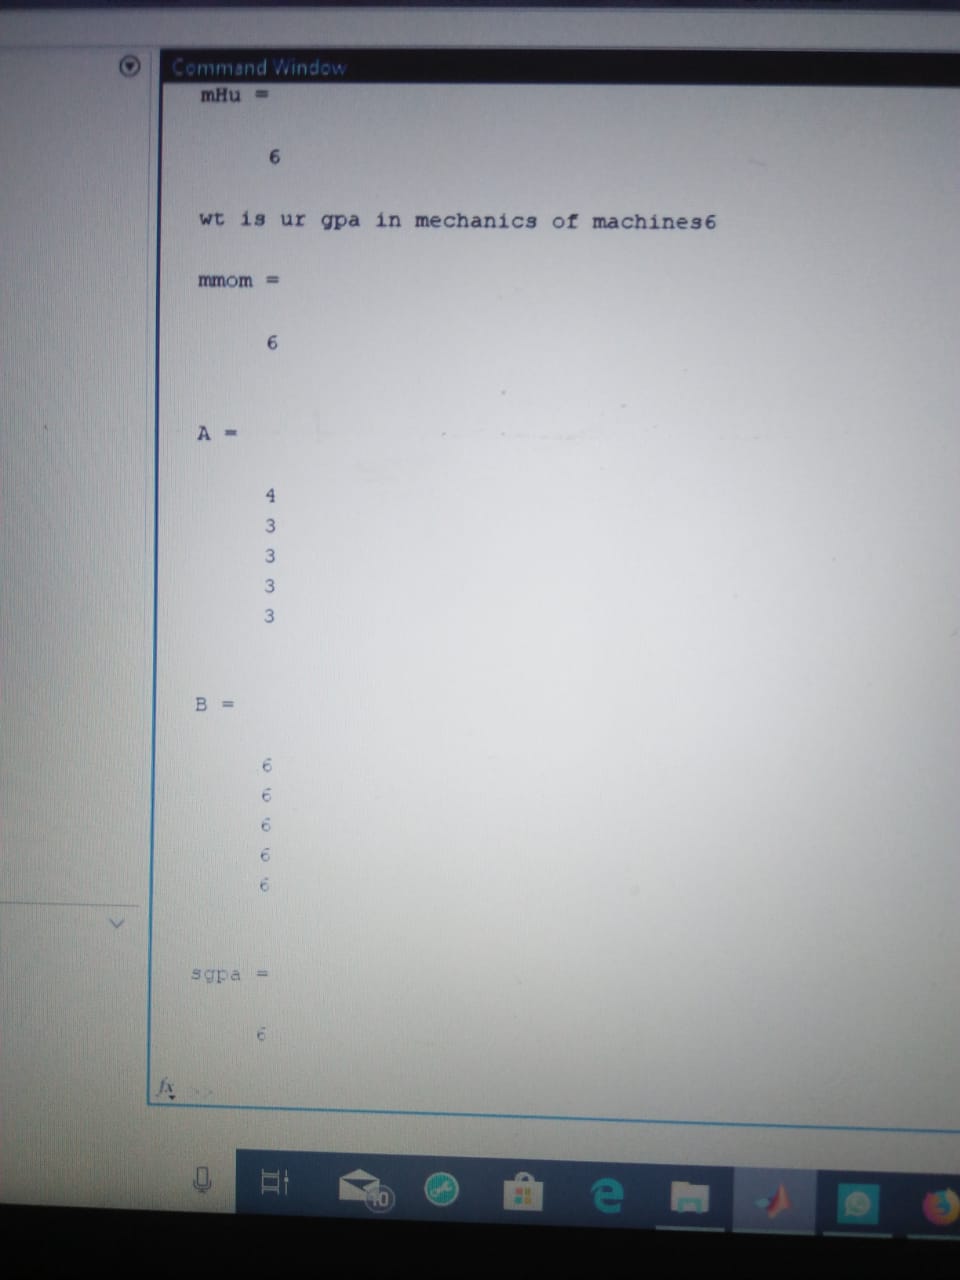 Command Window
mHu =
6
wt is ur gpa in mechanics of machines6
mmom =
6
A =
4
3
3
3
3
B =
6
6
6
6
6
sgpa =
6
fx >>
10